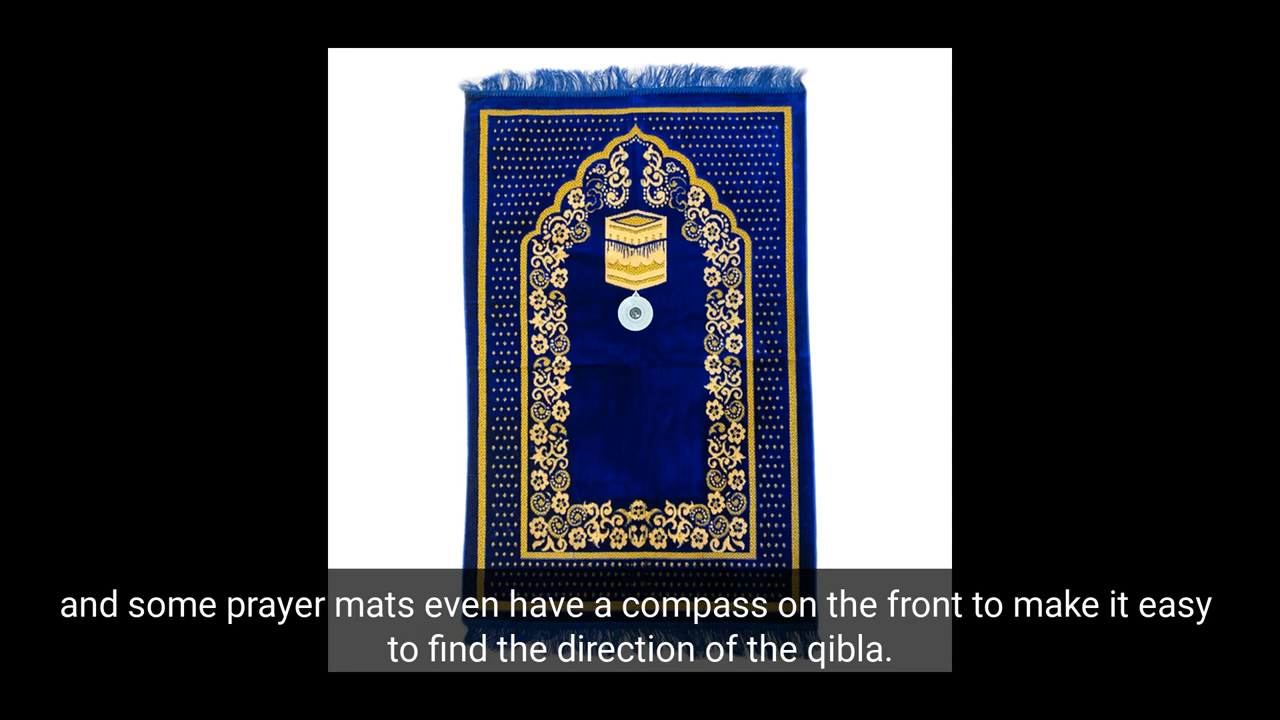 and some prayer mats even have a compass on the front to make it easy
to find the direction of the qibla.